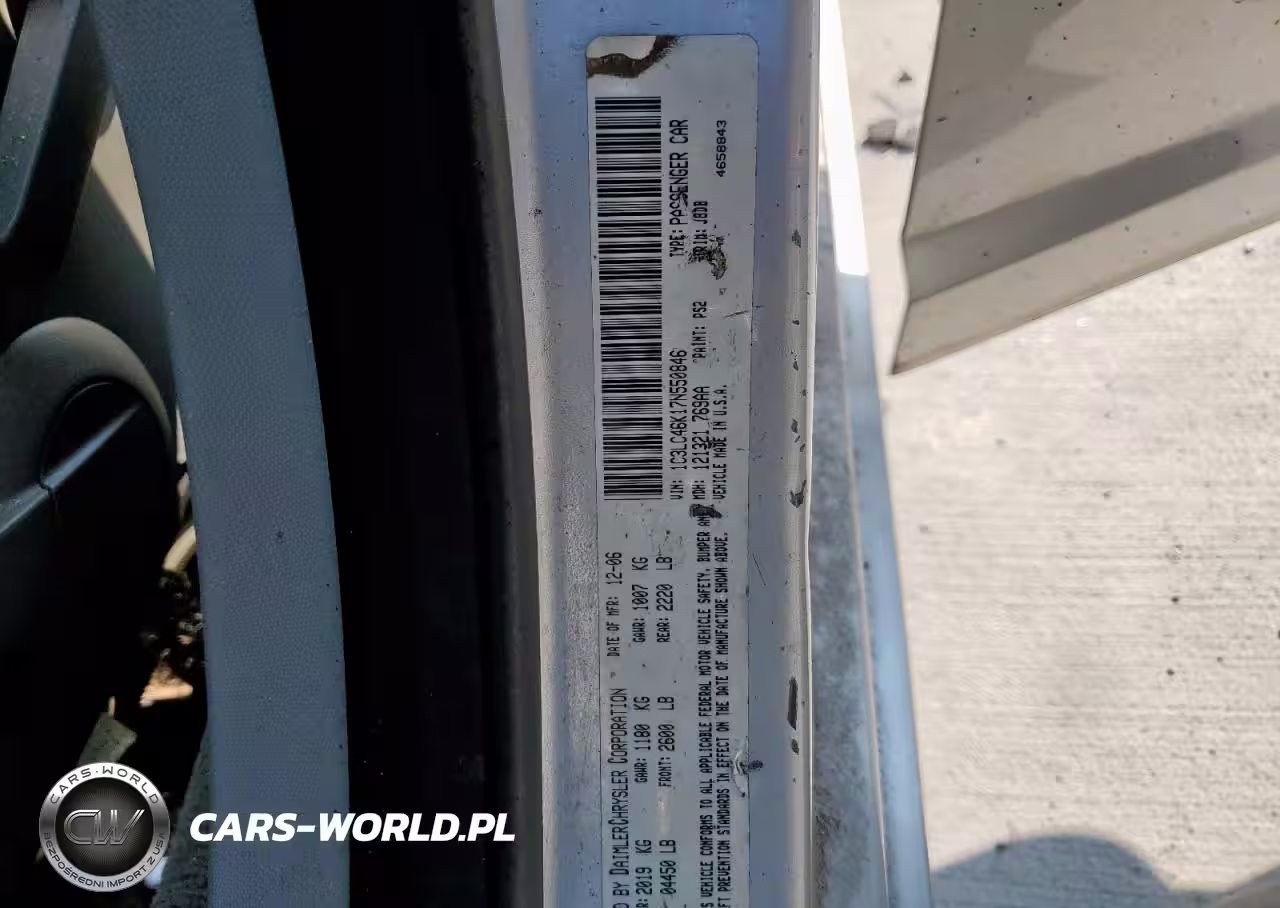 D BY DAIMLERCHRYSLER CORPORATION
DATE OF MFR: 12-06
R: 2019 KG
GAWR: 1180 KG
GAWR: 1007 KG
04450 LB
FRONT: 2600 LB
REAR: 2220 LB
VIN: 1C3LC46K17N550846
TYPE: PASSENGER CAR
MDH: 121321 769AA
PAINT: PS2
TRIM: J8DB
S VEHICLE CONFORMS TO ALL APPLICABLE FEDERAL MOTOR VEHICLE SAFETY, BUMPER AN
FT PREVENTION STANDARDS IN EFFECT ON THE DATE OF MANUFACTURE SHOWN ABOVE.
VEHICLE MADE IN U.S.A.
4658843
CARS-WORLD
CW
BEZPOŚREDNI IMPORT Z USA
CARS-WORLD.PL